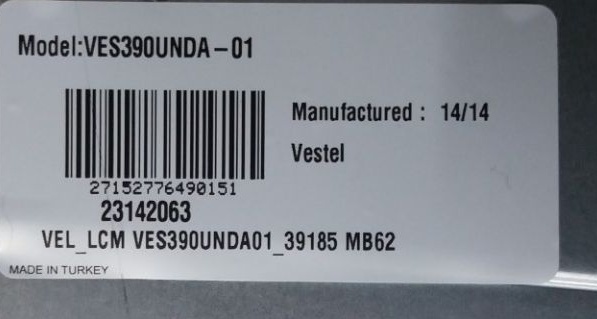 Model:VES390UNDA-01
Manufactured : 14/14
Vestel
27152776490151
23142063
VEL_LCM VES390UNDA01_39185 MB62
MADE IN TURKEY